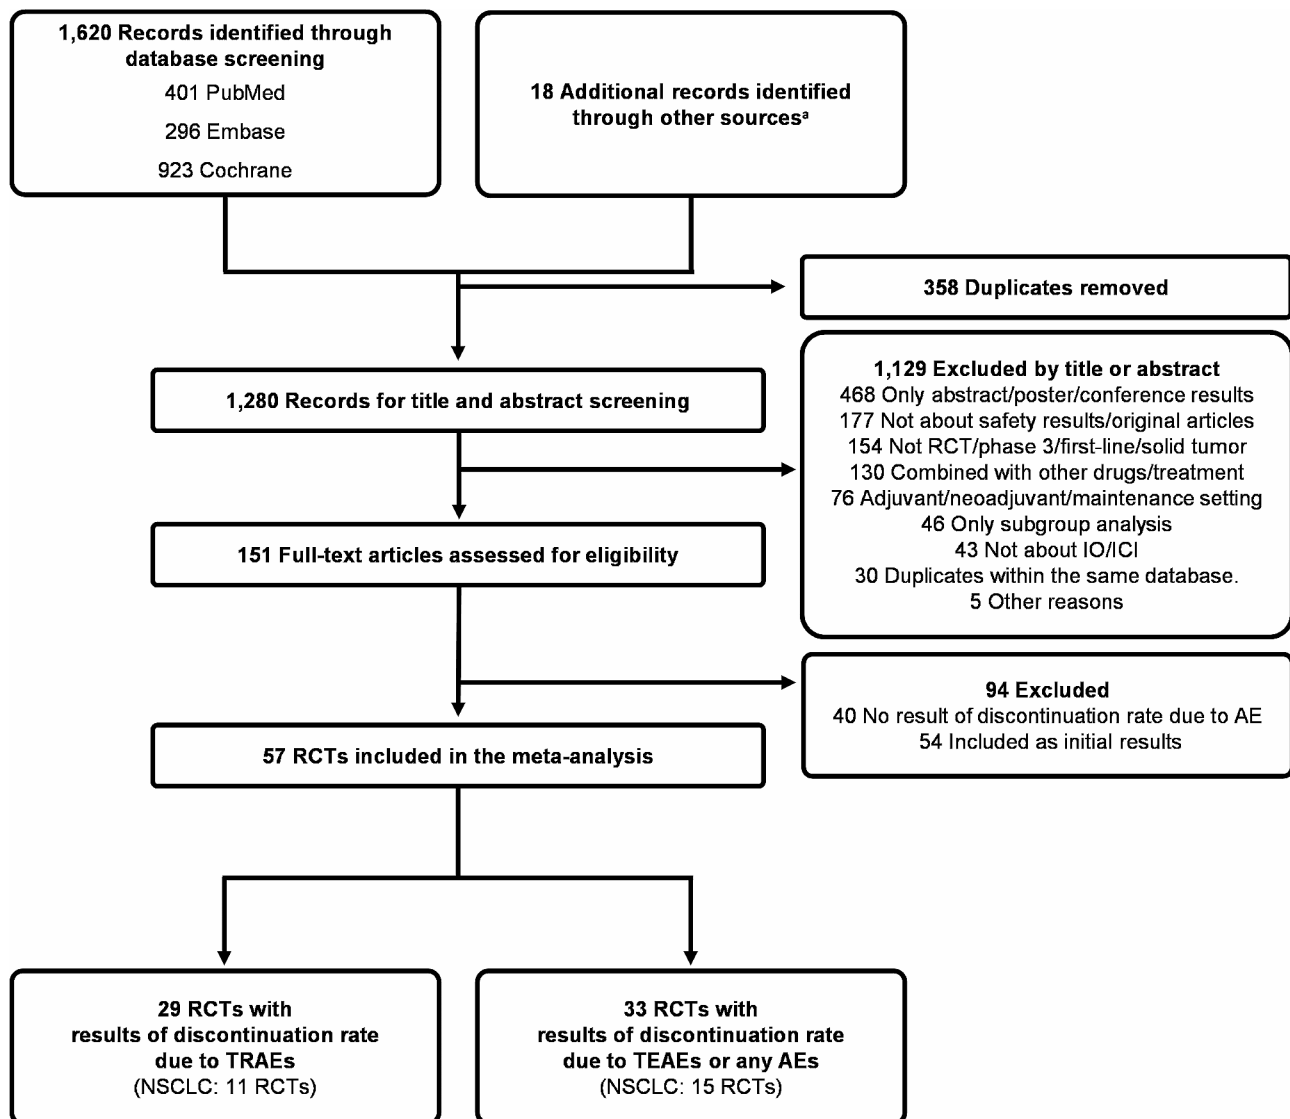 1,620 Records identified through
database screening
401 PubMed
296 Embase
923 Cochrane
18 Additional records identified
through other sourcesᵃ
358 Duplicates removed
1,280 Records for title and abstract screening
1,129 Excluded by title or abstract
468 Only abstract/poster/conference results
177 Not about safety results/original articles
154 Not RCT/phase 3/first-line/solid tumor
130 Combined with other drugs/treatment
76 Adjuvant/neoadjuvant/maintenance setting
46 Only subgroup analysis
43 Not about IO/ICI
30 Duplicates within the same database.
5 Other reasons
151 Full-text articles assessed for eligibility
94 Excluded
40 No result of discontinuation rate due to AE
54 Included as initial results
57 RCTs included in the meta-analysis
29 RCTs with
results of discontinuation rate
due to TRAEs
(NSCLC: 11 RCTs)
33 RCTs with
results of discontinuation rate
due to TEAEs or any AEs
(NSCLC: 15 RCTs)